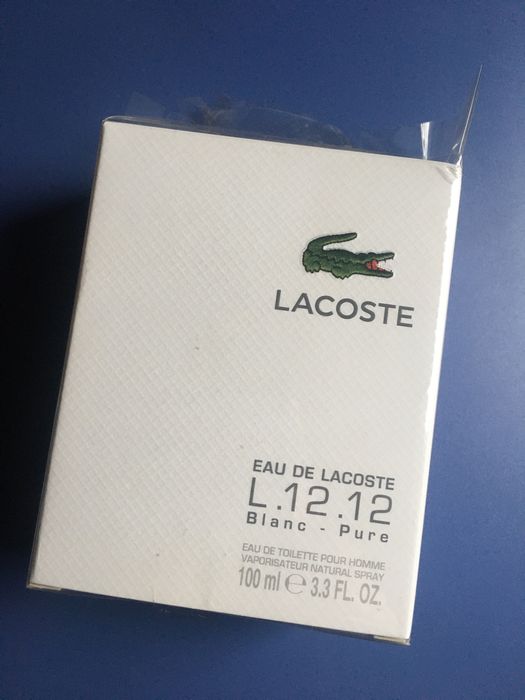 LACOSTE
EAU DE LACOSTE
L.12.12
Blanc - Pure
EAU DE TOILETTE POUR HOMME
VAPORISATEUR NATURAL SPRAY
100 ml ℮ 3.3 FL. OZ.